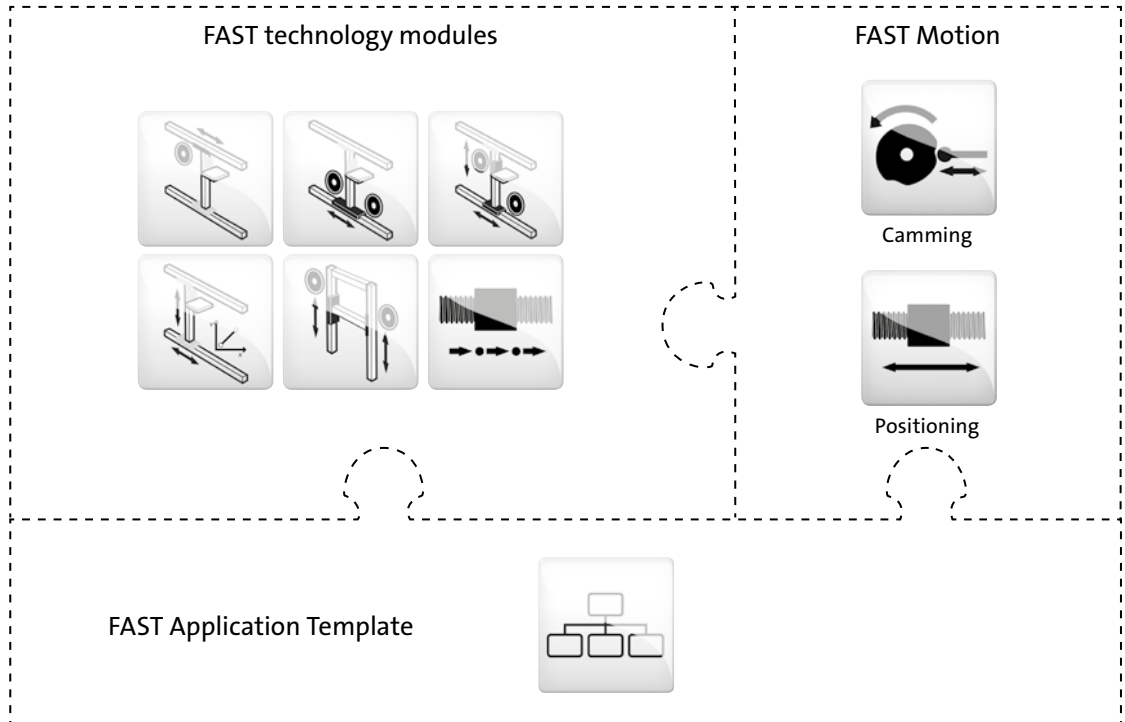 FAST technology modules
FAST Motion
Camming
Positioning
FAST Application Template